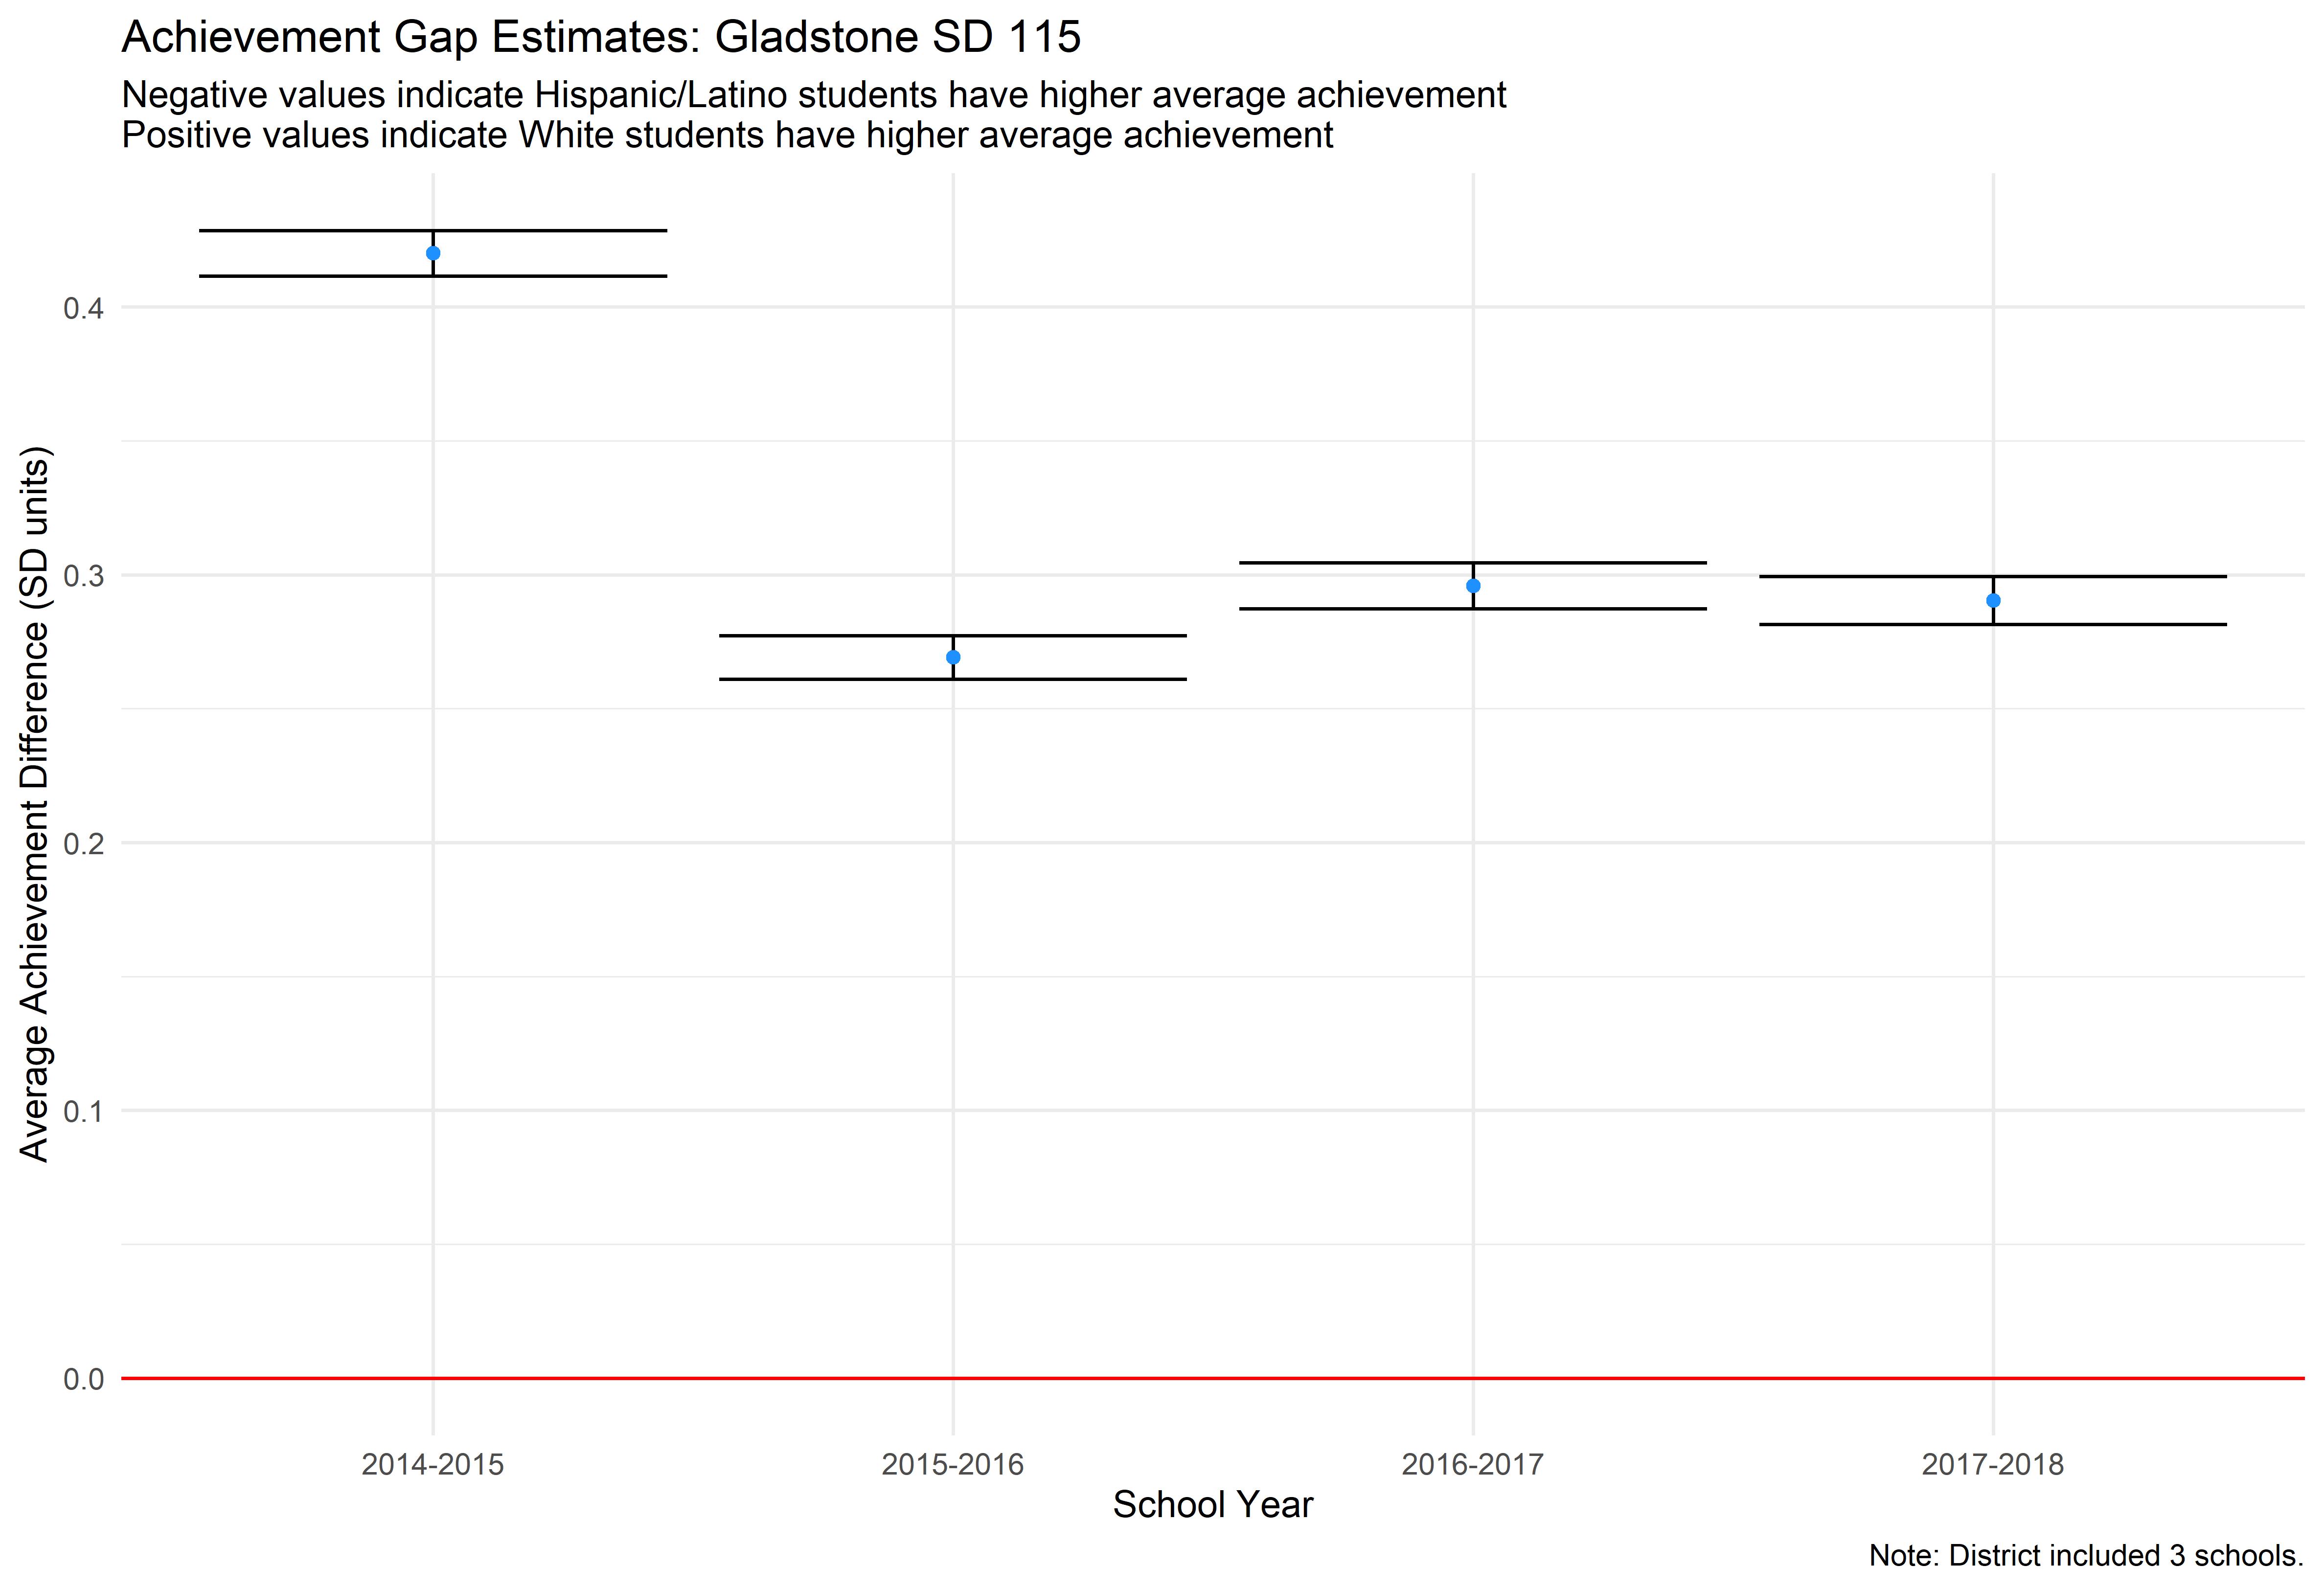 Achievement Gap Estimates: Gladstone SD 115
Negative values indicate Hispanic/Latino students have higher average achievement
Positive values indicate White students have higher average achievement
Average Achievement Difference (SD units)
0.4
0.3
0.2
0.1
0.0
2014-2015
2015-2016
2016-2017
2017-2018
School Year
Note: District included 3 schools.